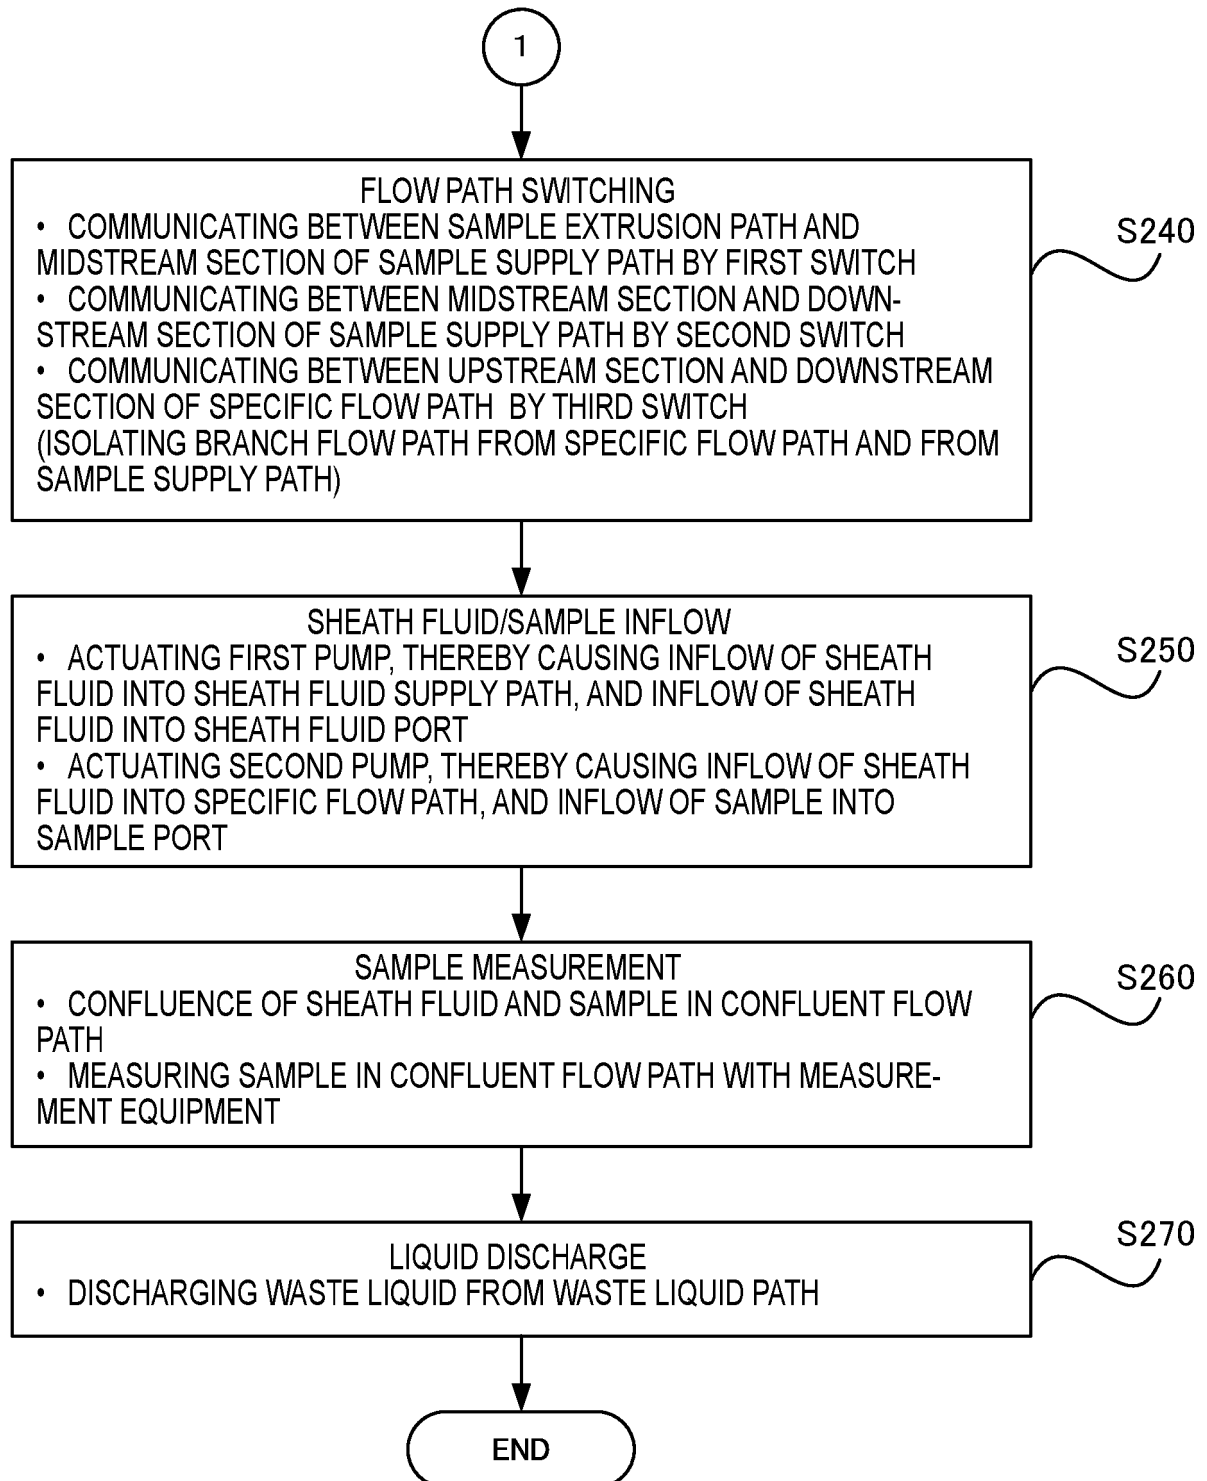 1
FLOW PATH SWITCHING
• COMMUNICATING BETWEEN SAMPLE EXTRUSION PATH AND
MIDSTREAM SECTION OF SAMPLE SUPPLY PATH BY FIRST SWITCH
• COMMUNICATING BETWEEN MIDSTREAM SECTION AND DOWN-
STREAM SECTION OF SAMPLE SUPPLY PATH BY SECOND SWITCH
• COMMUNICATING BETWEEN UPSTREAM SECTION AND DOWNSTREAM
SECTION OF SPECIFIC FLOW PATH BY THIRD SWITCH
(ISOLATING BRANCH FLOW PATH FROM SPECIFIC FLOW PATH AND FROM
SAMPLE SUPPLY PATH)
S240
SHEATH FLUID/SAMPLE INFLOW
• ACTUATING FIRST PUMP, THEREBY CAUSING INFLOW OF SHEATH
FLUID INTO SHEATH FLUID SUPPLY PATH, AND INFLOW OF SHEATH
FLUID INTO SHEATH FLUID PORT
• ACTUATING SECOND PUMP, THEREBY CAUSING INFLOW OF SHEATH
FLUID INTO SPECIFIC FLOW PATH, AND INFLOW OF SAMPLE INTO
SAMPLE PORT
S250
SAMPLE MEASUREMENT
• CONFLUENCE OF SHEATH FLUID AND SAMPLE IN CONFLUENT FLOW
PATH
• MEASURING SAMPLE IN CONFLUENT FLOW PATH WITH MEASURE-
MENT EQUIPMENT
S260
LIQUID DISCHARGE
• DISCHARGING WASTE LIQUID FROM WASTE LIQUID PATH
S270
END